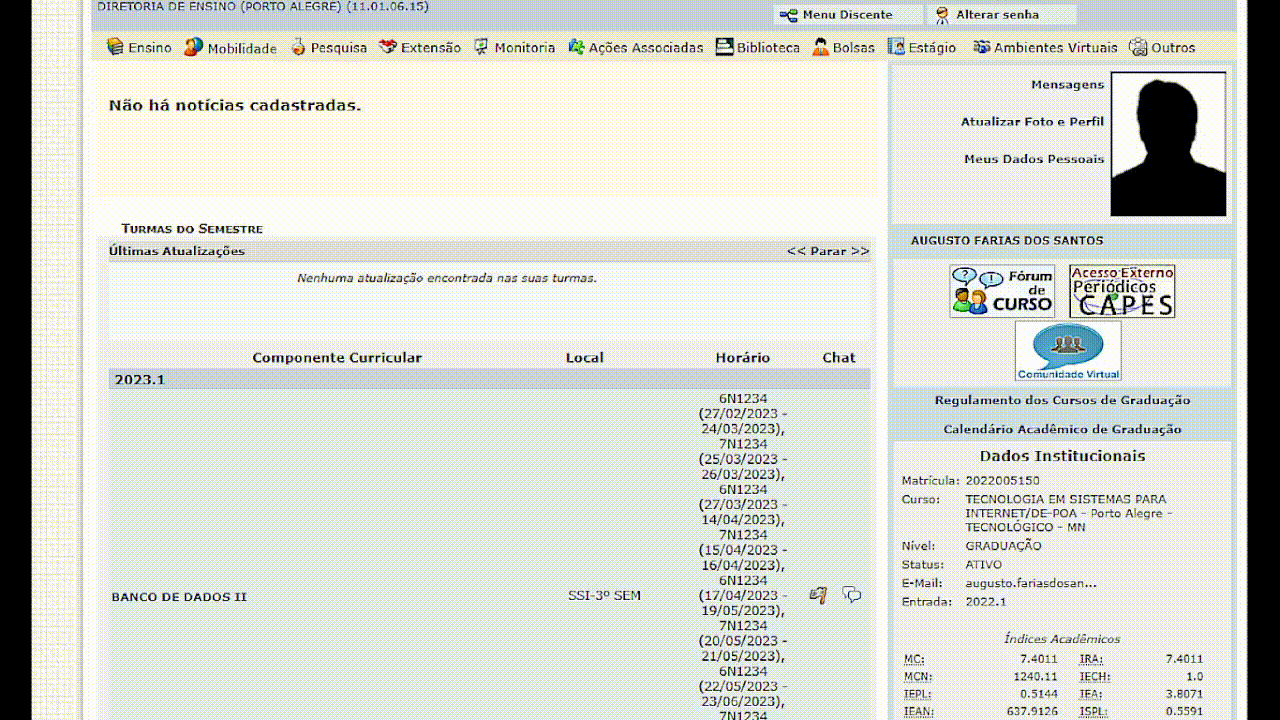 DIRETORIA DE ENSINO (PORTO ALEGRE) (11.01.06.15)
Menu Discente
Alterar senha
Ensino Mobilidade Pesquisa Extensão Monitoria Ações Associadas Biblioteca Bolsas Estágio Ambientes Virtuais Outros
Não há notícias cadastradas.
Mensagens
Atualizar Foto e Perfil
Meus Dados Pessoais
TURMAS DO SEMESTRE
Últimas Atualizações << Parar >>
Nenhuma atualização encontrada nas suas turmas.
Componente Curricular Local Horário Chat
2023.1
6N1234
(27/02/2023 -
24/03/2023),
7N1234
(25/03/2023 -
26/03/2023),
6N1234
(27/03/2023 -
14/04/2023),
7N1234
(15/04/2023 -
16/04/2023),
6N1234
BANCO DE DADOS II SSI-3º SEM (17/04/2023 -
19/05/2023),
7N1234
(20/05/2023 -
21/05/2023),
6N1234
(22/05/2023 -
23/06/2023),
7N1234
AUGUSTO FARIAS DOS SANTOS
Fórum
de
CURSO
Acesso Externo
Periódicos
CAPES
Comunidade Virtual
Regulamento dos Cursos de Graduação
Calendário Acadêmico de Graduação
Dados Institucionais
Matrícula: 2022005150
Curso: TECNOLOGIA EM SISTEMAS PARA
INTERNET/DE-POA - Porto Alegre -
TECNOLÓGICO - MN
Nível: GRADUAÇÃO
Status: ATIVO
E-Mail: augusto.fariasdosan...
Entrada: 2022.1
Índices Acadêmicos
MC: 7.4011 IRA: 7.4011
MCN: 1240.11 IECH: 1.0
IEPL: 0.5144 IEA: 3.8071
IEAN: 637.9126 ISPL: 0.5591